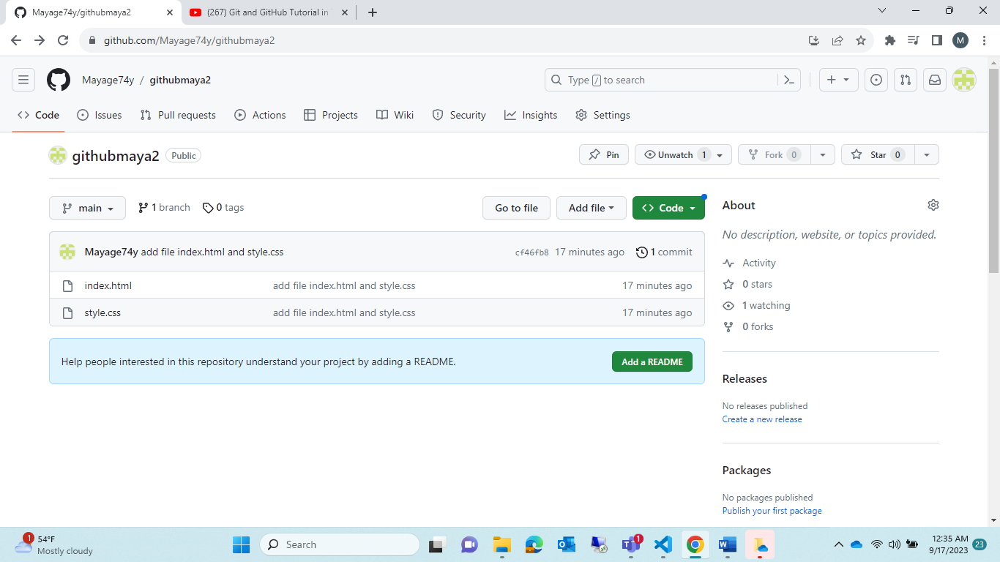 Mayage74y/githubmaya2
(267) Git and GitHub Tutorial in
github.com/Mayage74y/githubmaya2
M
Mayage74y / githubmaya2
Type / to search
Code Issues Pull requests Actions Projects Wiki Security Insights Settings
githubmaya2 Public
Pin Unwatch 1 Fork 0 Star 0
main 1 branch 0 tags Go to file Add file Code
Mayage74y add file index.html and style.css cf46fb8 17 minutes ago 1 commit
index.html add file index.html and style.css 17 minutes ago
style.css add file index.html and style.css 17 minutes ago
Help people interested in this repository understand your project by adding a README. Add a README
About
No description, website, or topics provided.
Activity
0 stars
1 watching
0 forks
Releases
No releases published
Create a new release
Packages
No packages published
Publish your first package
1
54°F
Mostly cloudy
Search
1
12:35 AM
9/17/2023
23